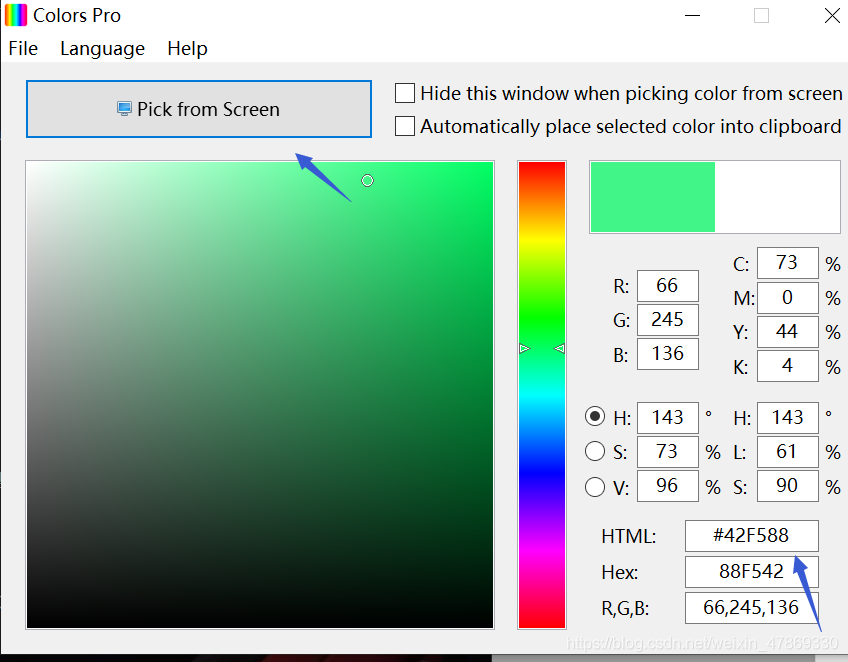 Colors Pro
File Language Help
Pick from Screen
Hide this window when picking color from screen
Automatically place selected color into clipboard
R: 66
G: 245
B: 136
C: 73 %
M: 0 %
Y: 44 %
K: 4 %
H: 143 °
S: 73 %
V: 96 %
H: 143 °
L: 61 %
S: 90 %
HTML: #42F588
Hex: 88F542
R,G,B: 66,245,136
https://blog.csdn.net/weixin_47869330